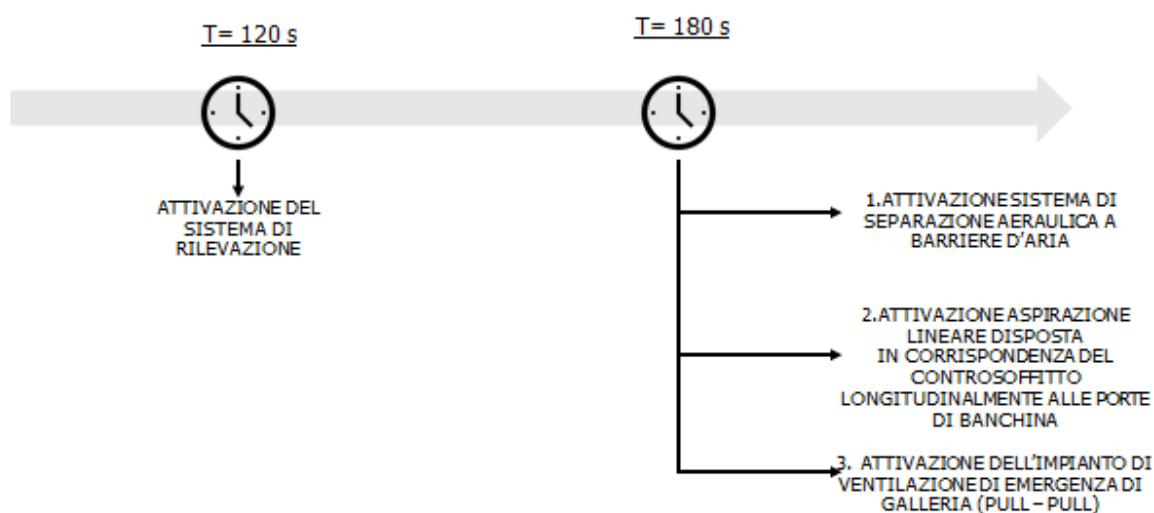 T= 120 s
T= 180 s
ATTIVAZIONE DEL
SISTEMA DI
RILEVAZIONE
1.ATTIVAZIONE SISTEMA DI
SEPARAZIONE AERAULICA A
BARRIERE D'ARIA
2.ATTIVAZIONE ASPIRAZIONE
LINEARE DISPOSTA
IN CORRISPONDENZA DEL
CONTROSOFFITTO
LONGITUDINALMENTE ALLE PORTE
DI BANCHINA
3. ATTIVAZIONE DELL'IMPIANTO DI
VENTILAZIONE DI EMERGENZA DI
GALLERIA (PULL – PULL)